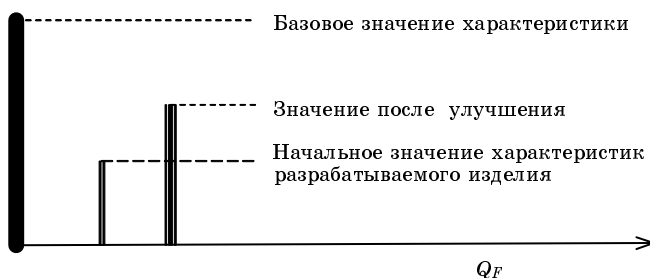 Базовое значение характеристики
Значение после улучшения
Начальное значение характеристик
разрабатываемого изделия
Q_F